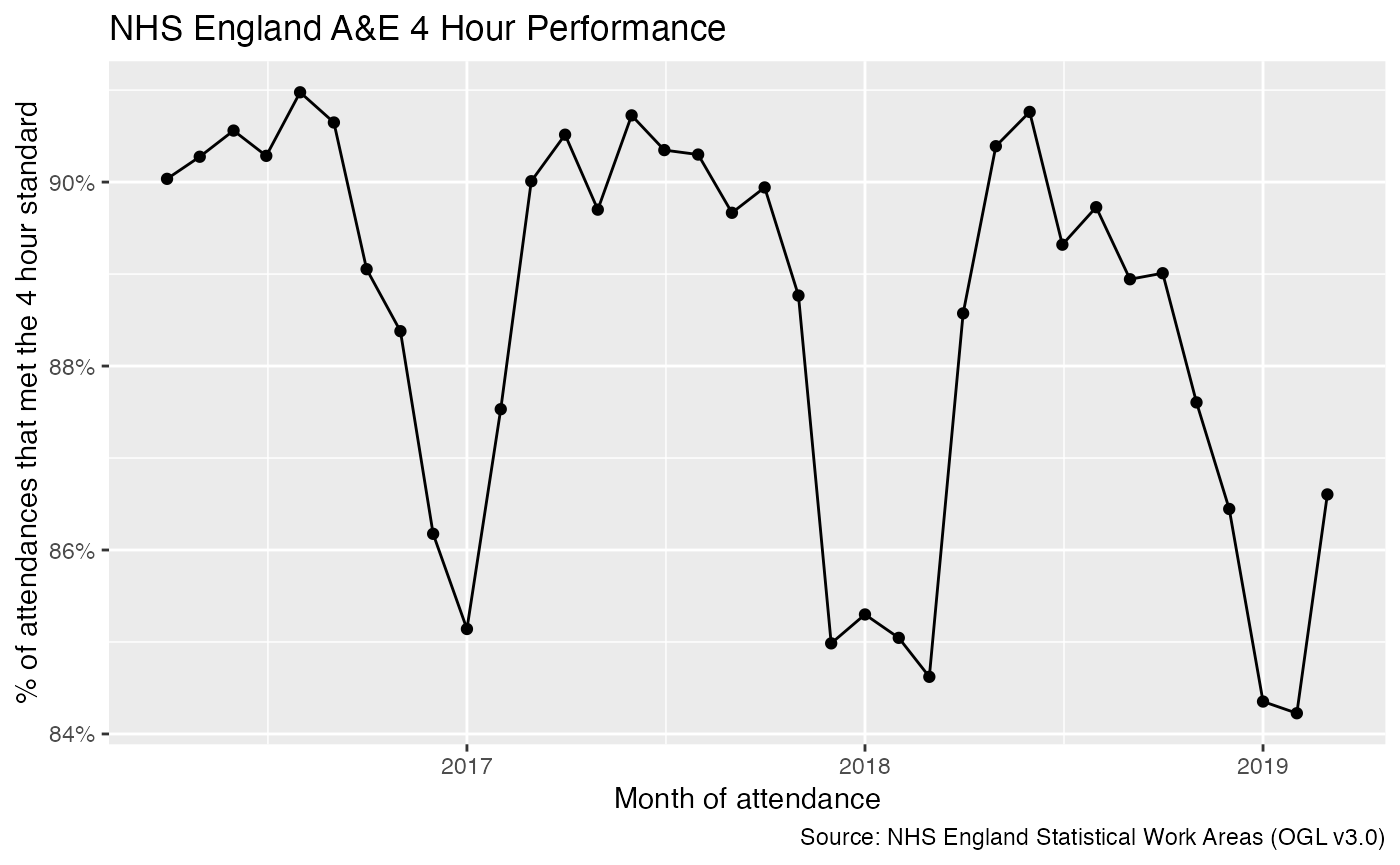 NHS England A&E 4 Hour Performance
% of attendances that met the 4 hour standard
90%
88%
86%
84%
2017
2018
2019
Month of attendance
Source: NHS England Statistical Work Areas (OGL v3.0)